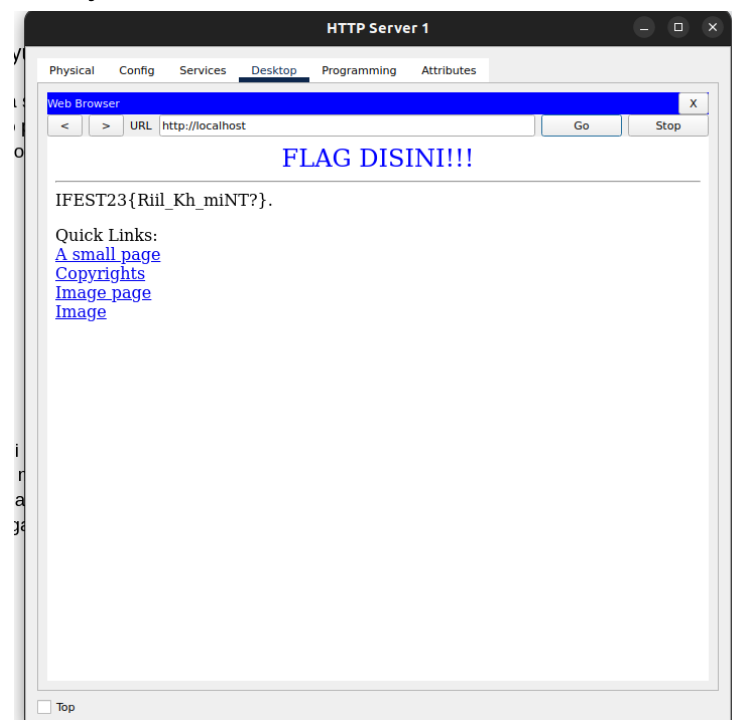 HTTP Server 1
Physical Config Services Desktop Programming Attributes
Web Browser X
< > URL http://localhost Go Stop
FLAG DISINI!!!
IFEST23{Riil_Kh_miNT?}.
Quick Links:
A small page
Copyrights
Image page
Image
Top